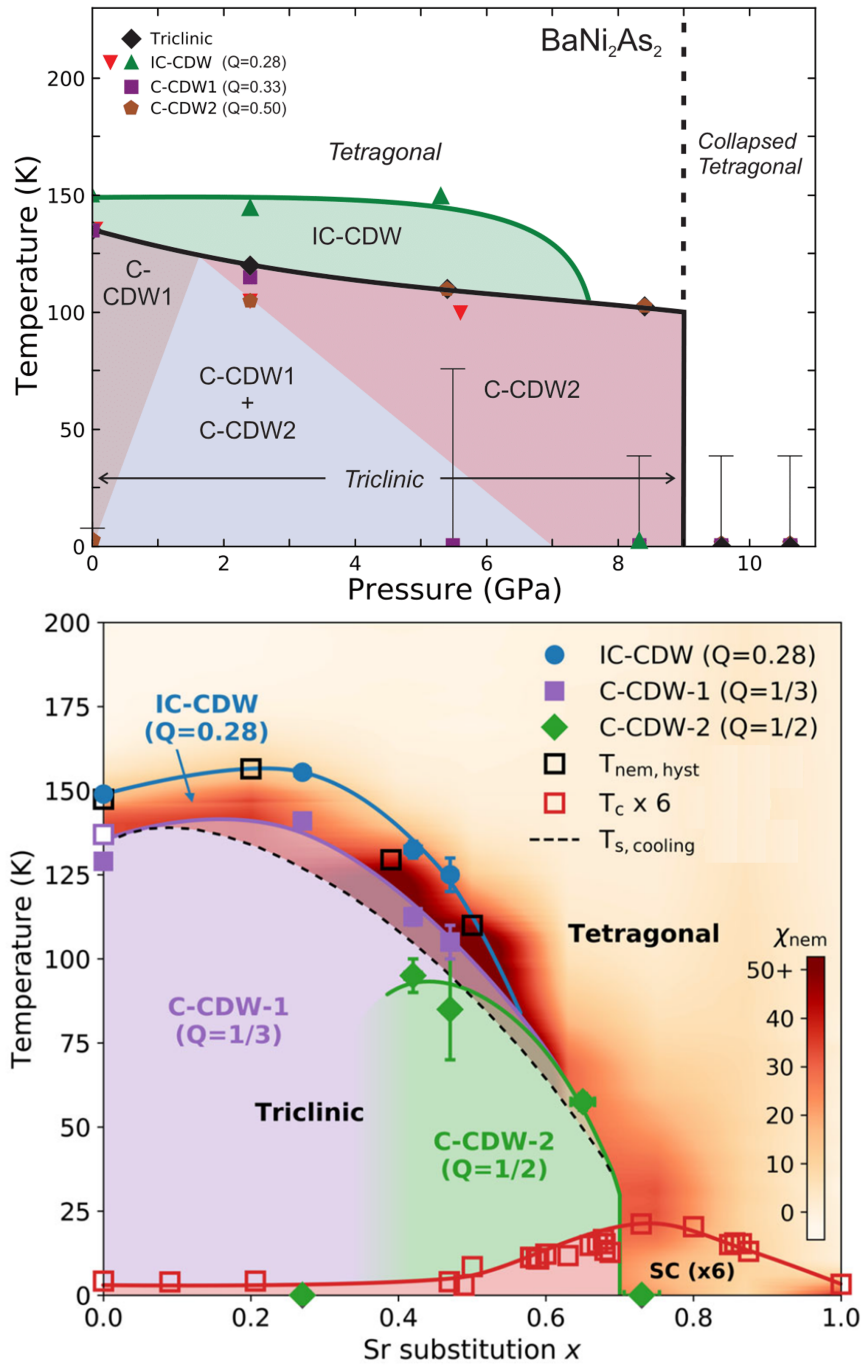 BaNi₂As₂
Triclinic
IC-CDW (Q=0.28)
C-CDW1 (Q=0.33)
C-CDW2 (Q=0.50)
Tetragonal
Collapsed
Tetragonal
IC-CDW
C-
CDW1
C-CDW1
+
C-CDW2
C-CDW2
Triclinic
Temperature (K)
200
150
100
50
0
0
2
4
6
8
10
Pressure (GPa)
200
175
150
125
100
75
50
25
0
Temperature (K)
IC-CDW (Q=0.28)
C-CDW-1 (Q=1/3)
C-CDW-2 (Q=1/2)
Tnem, hyst
Tc x 6
Ts, cooling
IC-CDW
(Q=0.28)
Tetragonal
χnem
50+
40
30
20
10
0
C-CDW-1
(Q=1/3)
Triclinic
C-CDW-2
(Q=1/2)
SC (x6)
0.0
0.2
0.4
0.6
0.8
1.0
Sr substitution x